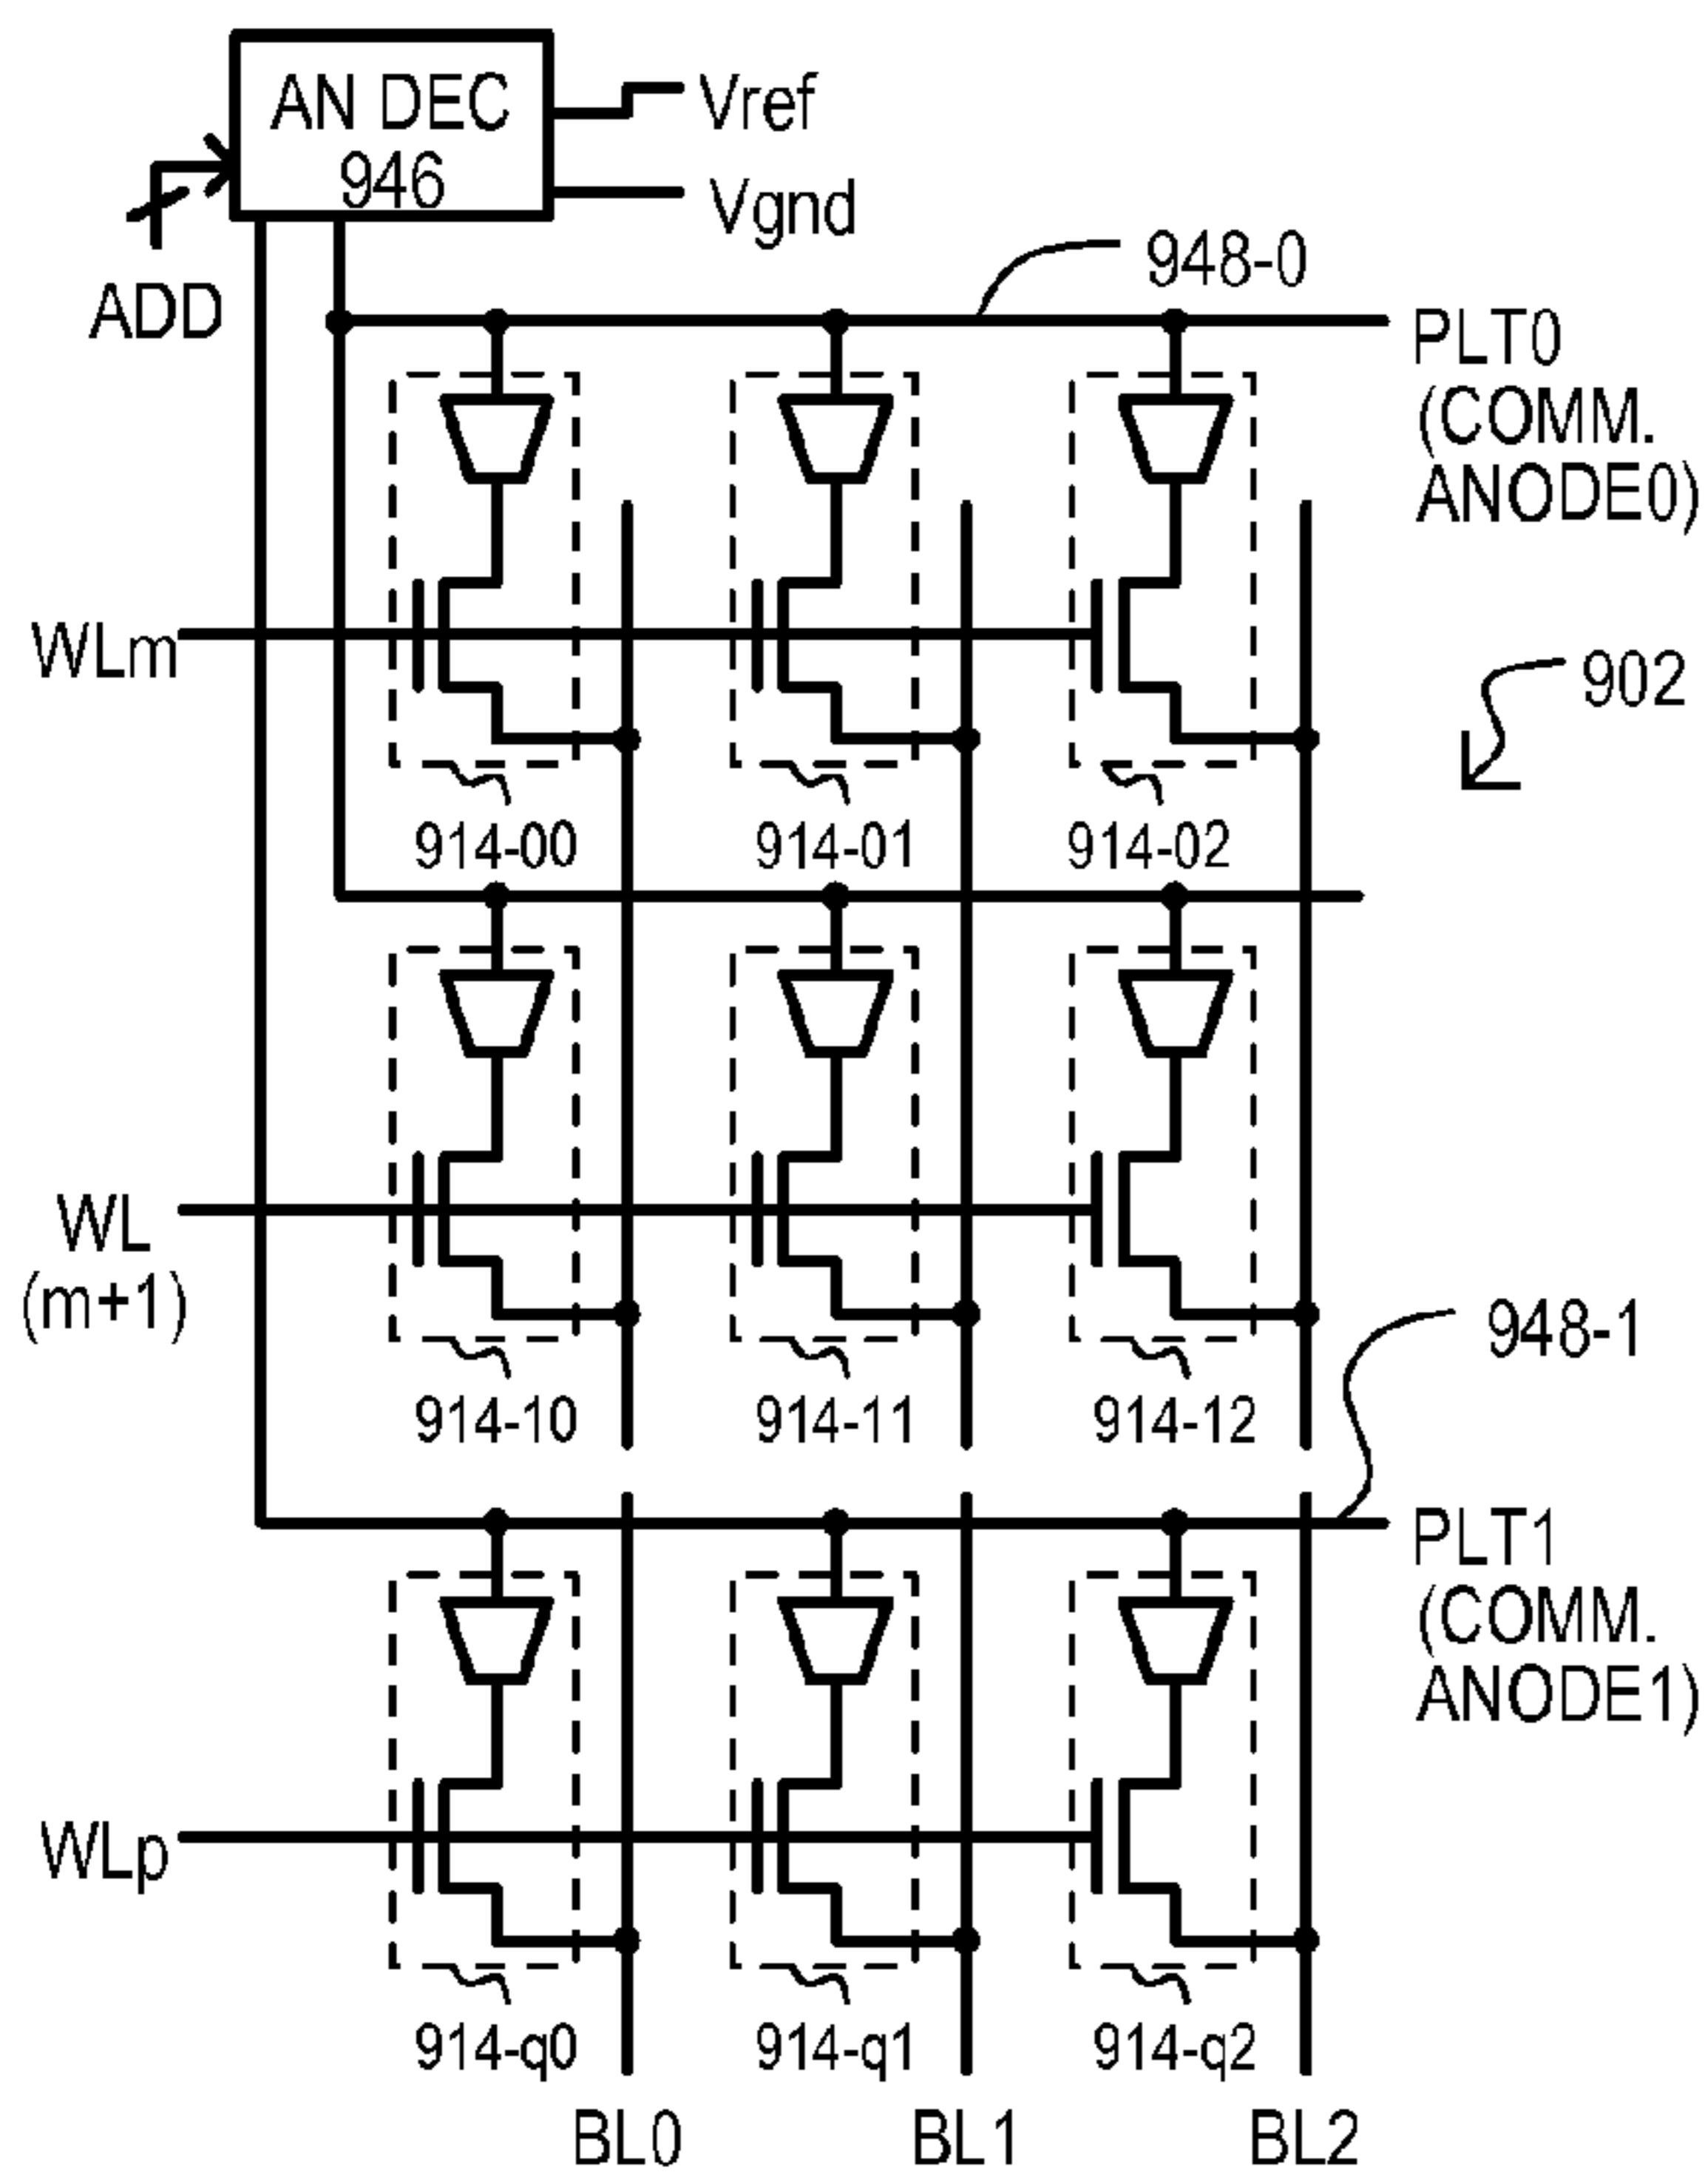 AN DEC
946
Vref
Vgnd
ADD
948-0
PLT0
(COMM.
ANODE0)
WLm
902
914-00
914-01
914-02
WL
(m+1)
948-1
914-10
914-11
914-12
PLT1
(COMM.
ANODE1)
WLp
914-q0
914-q1
914-q2
BL0
BL1
BL2